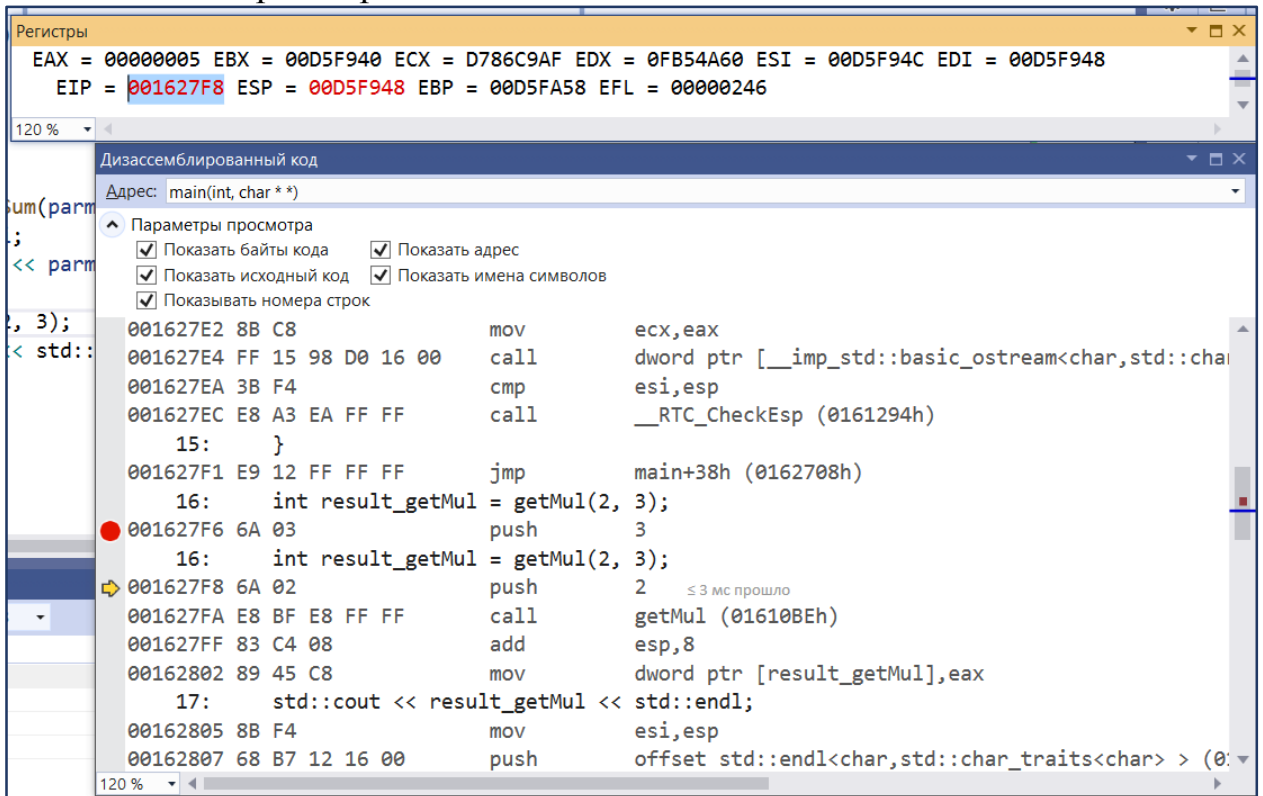 Регистры
EAX = 00000005 EBX = 00D5F940 ECX = D786C9AF EDX = 0FB54A60 ESI = 00D5F94C EDI = 00D5F948
EIP = 001627F8 ESP = 00D5F948 EBP = 00D5FA58 EFL = 00000246
120 %
Дизассемблированный код
Адрес: main(int, char * *)
Sum(parm
Параметры просмотра
;
Показать байты кода Показать адрес
<< parm
Показать исходный код Показать имена символов
Показывать номера строк
2, 3);
001627E2 8B C8 mov ecx,eax
<< std::
001627E4 FF 15 98 D0 16 00 call dword ptr [__imp_std::basic_ostream<char,std::char
001627EA 3B F4 cmp esi,esp
001627EC E8 A3 EA FF FF call __RTC_CheckEsp (0161294h)
15: }
001627F1 E9 12 FF FF FF jmp main+38h (0162708h)
16: int result_getMul = getMul(2, 3);
001627F6 6A 03 push 3
16: int result_getMul = getMul(2, 3);
001627F8 6A 02 push 2 ≤ 3 мс прошло
001627FA E8 BF E8 FF FF call getMul (01610BEh)
001627FF 83 C4 08 add esp,8
00162802 89 45 C8 mov dword ptr [result_getMul],eax
17: std::cout << result_getMul << std::endl;
00162805 8B F4 mov esi,esp
00162807 68 B7 12 16 00 push offset std::endl<char,std::char_traits<char> > (01
120 %